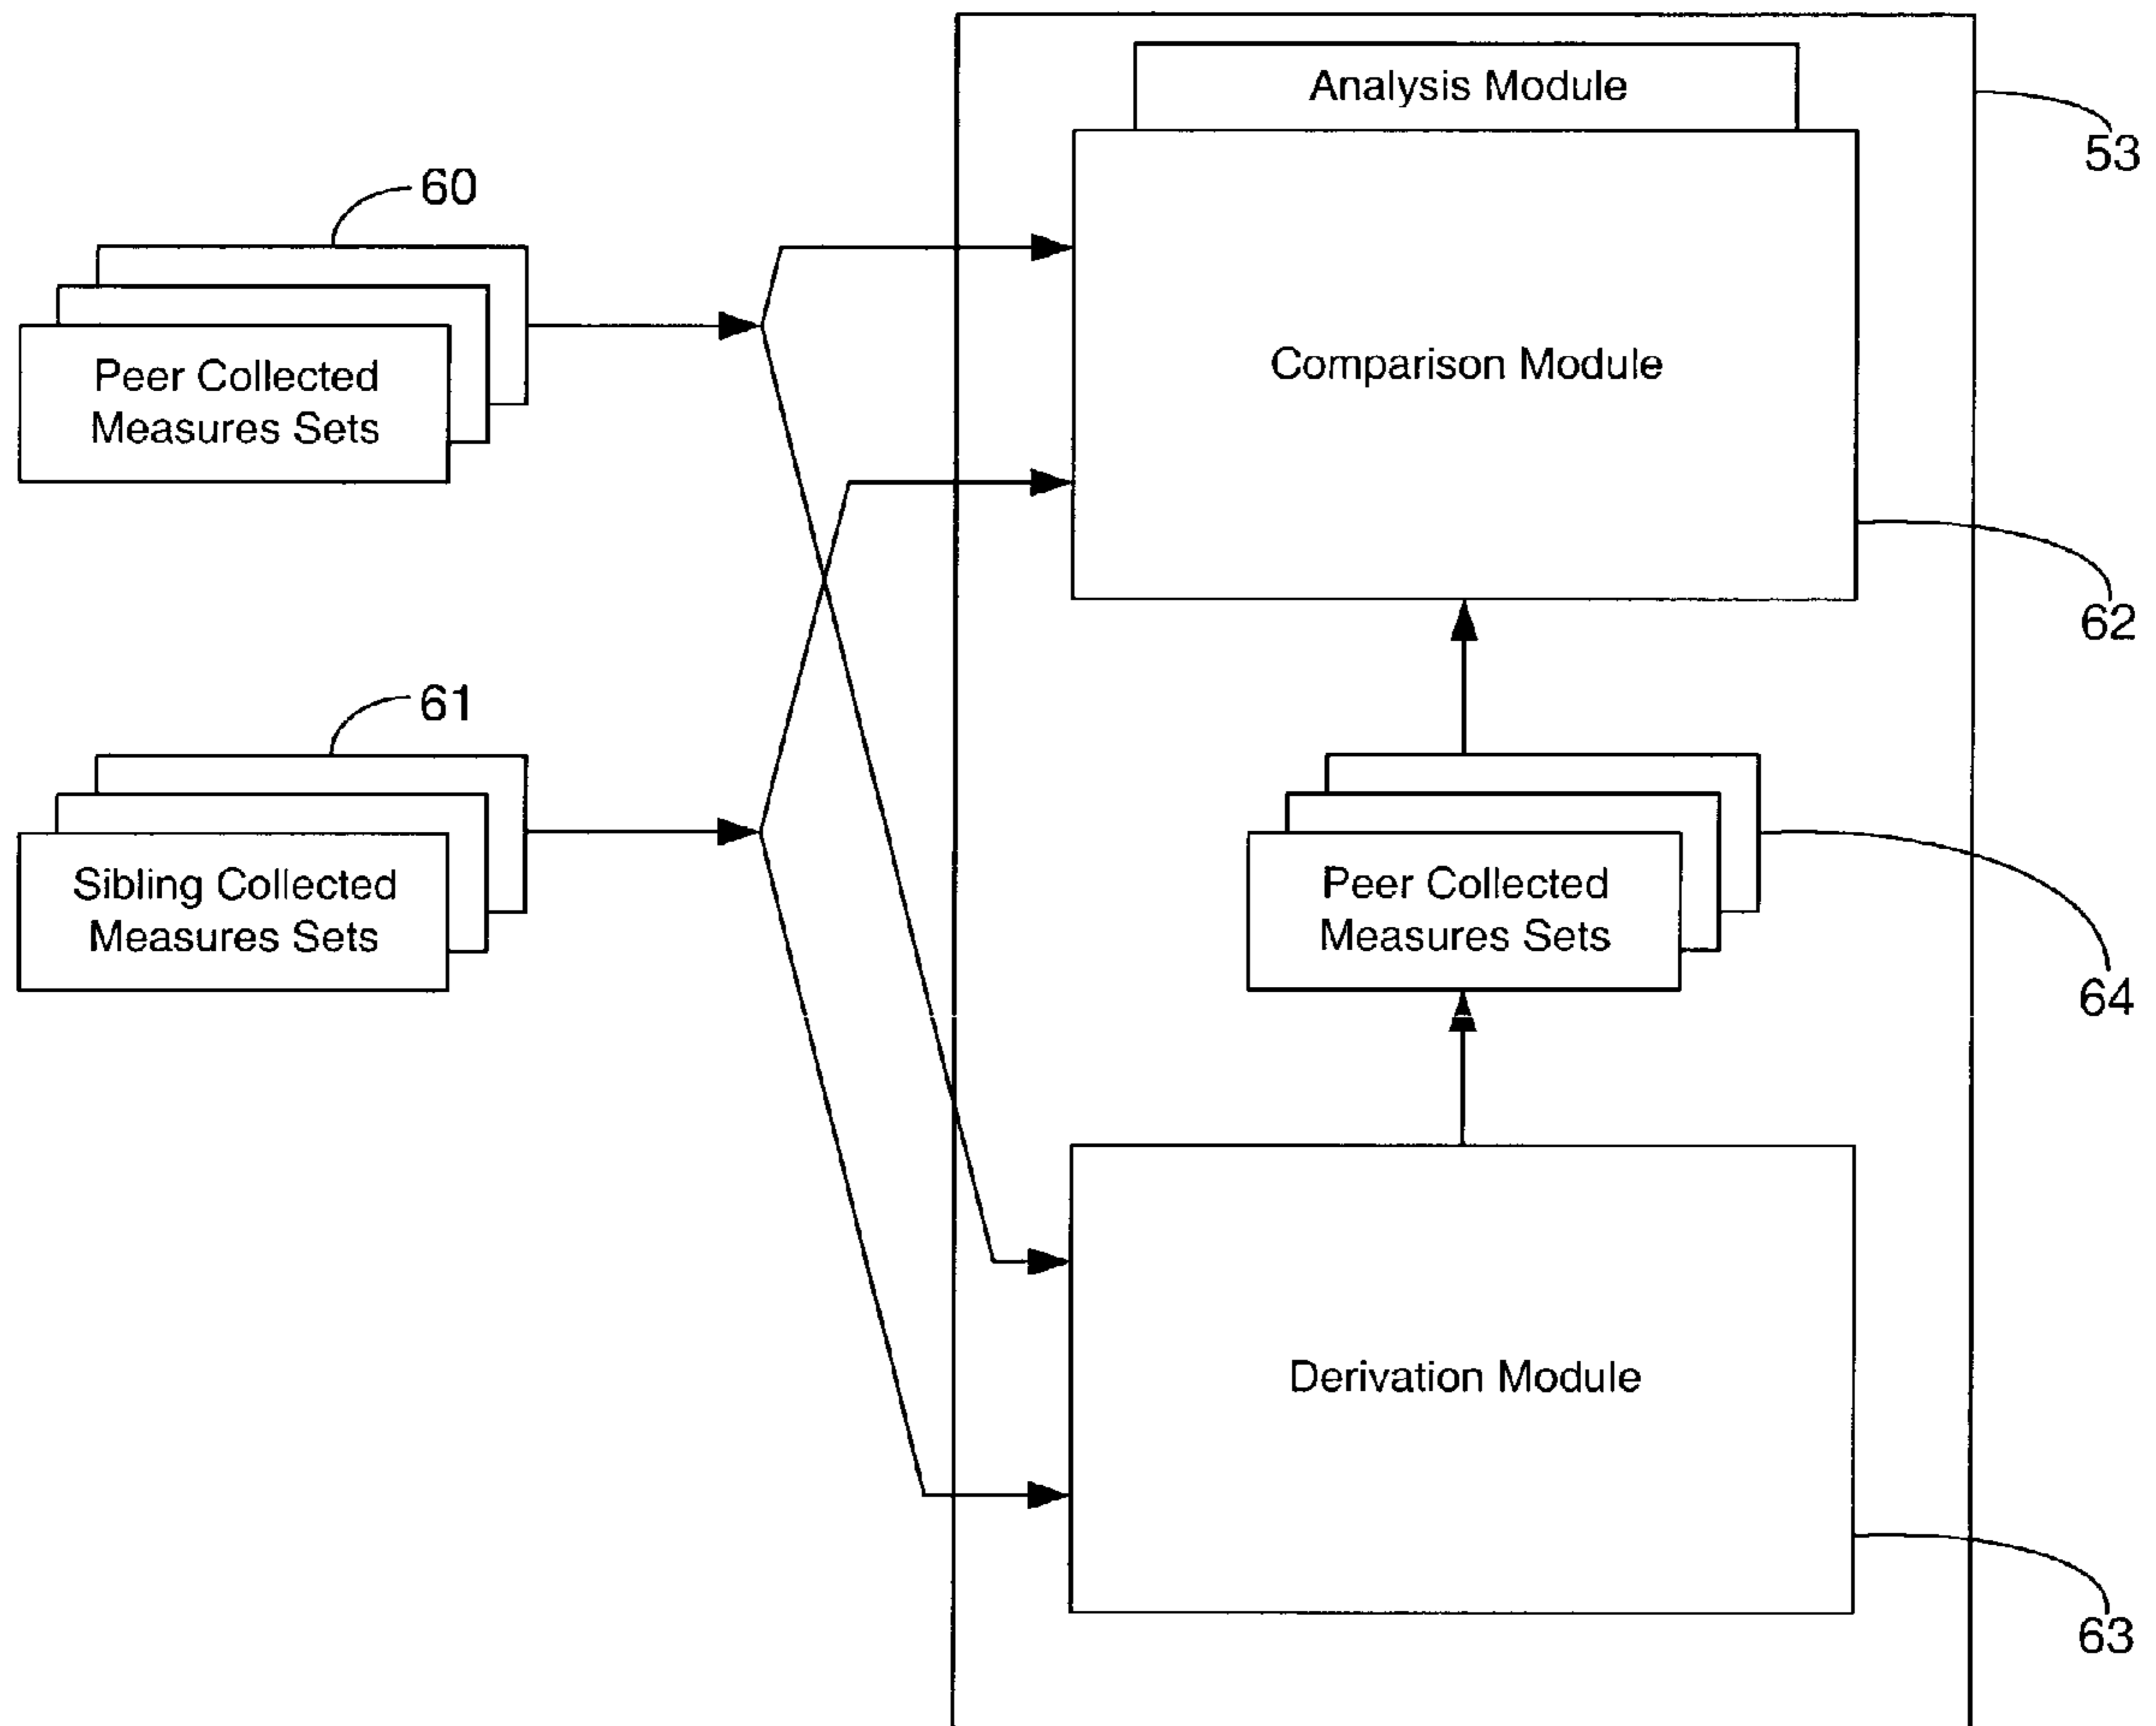 Analysis Module
53
60
Peer Collected
Measures Sets
Comparison Module
62
61
Sibling Collected
Measures Sets
Peer Collected
Measures Sets
64
Derivation Module
63